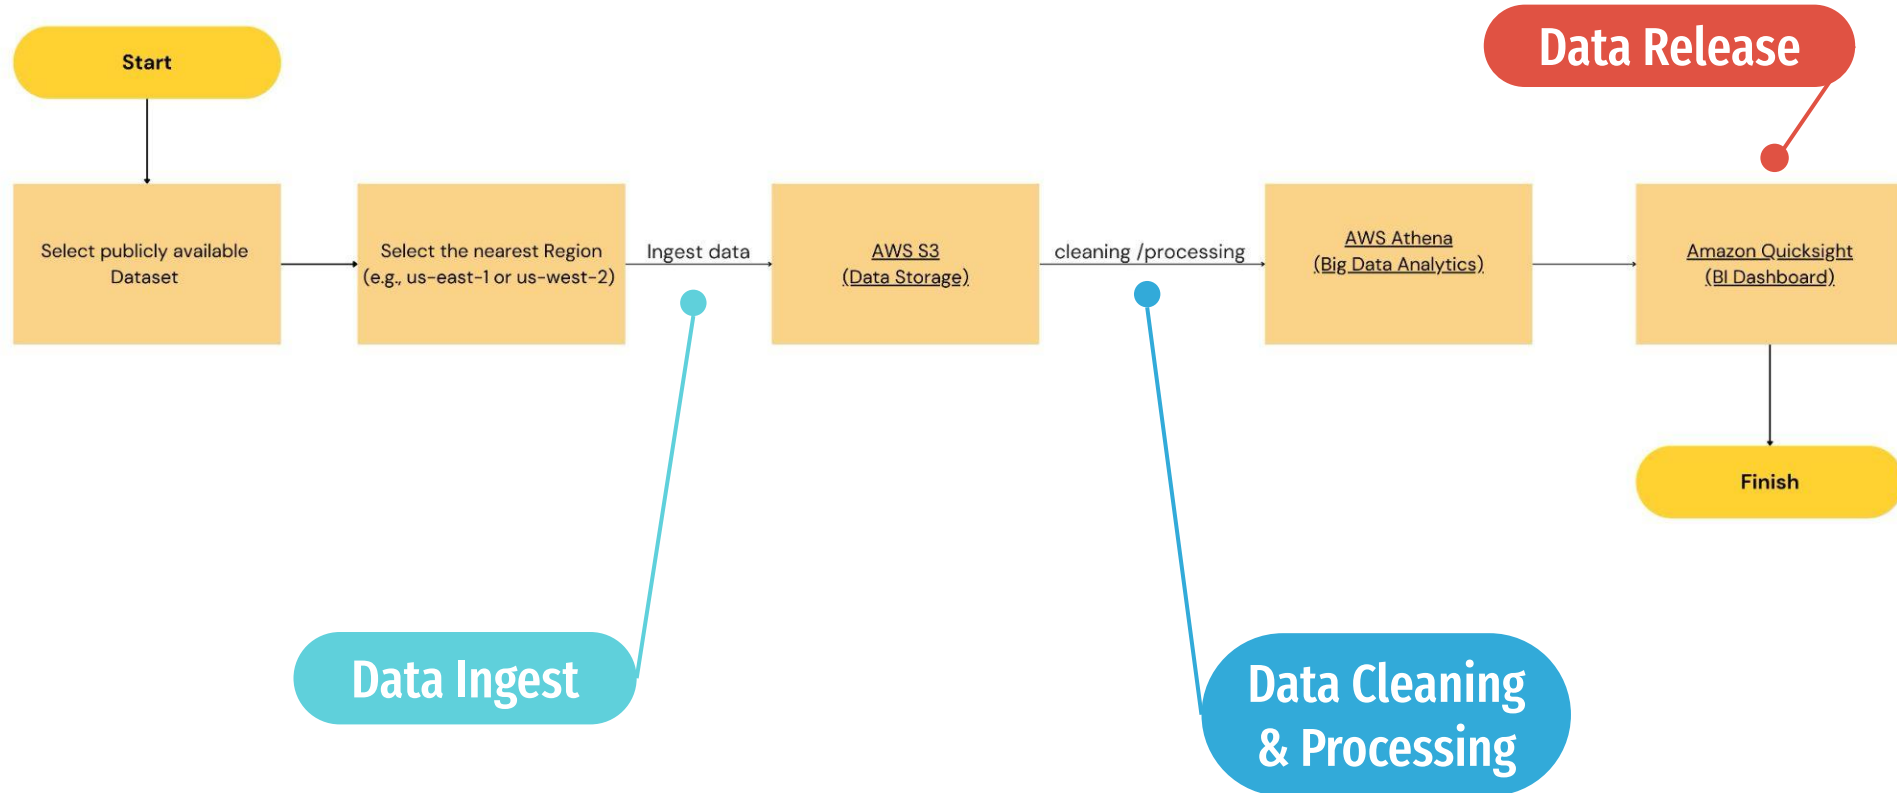 Start
Data Release
Select publicly available
Dataset
Select the nearest Region
(e.g., us-east-1 or us-west-2)
Ingest data
AWS S3
(Data Storage)
cleaning /processing
AWS Athena
(Big Data Analytics)
Amazon Quicksight
(BI Dashboard)
Finish
Data Ingest
Data Cleaning
& Processing